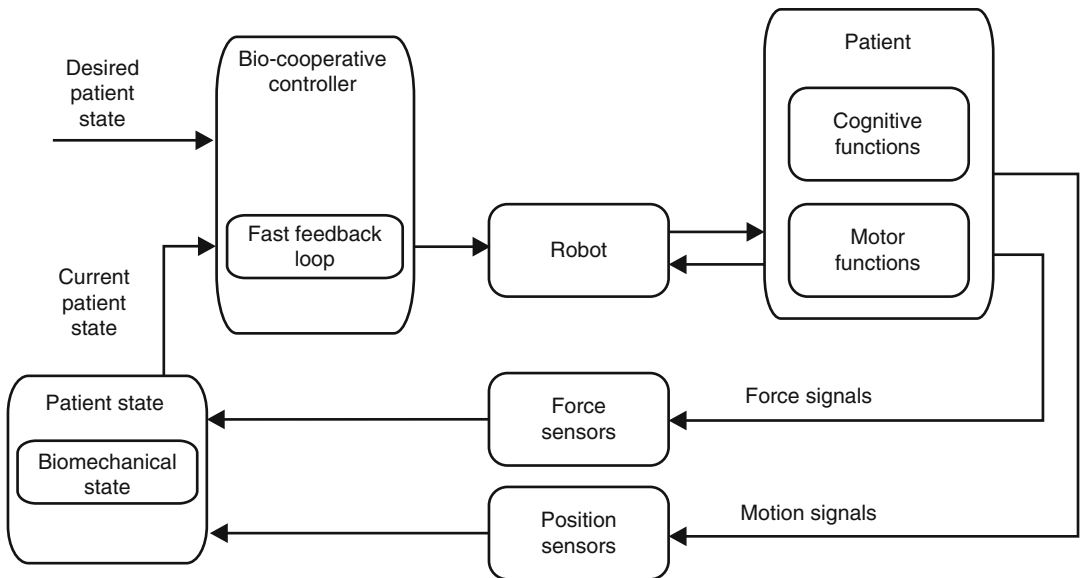 Desired
patient
state
Bio-cooperative
controller
Fast feedback
loop
Robot
Patient
Cognitive
functions
Motor
functions
Current
patient
state
Patient state
Biomechanical
state
Force
sensors
Force signals
Position
sensors
Motion signals